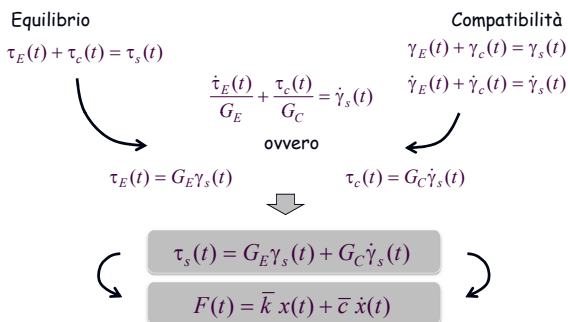 Equilibrio
Compatibilità
τ_E(t) + τ_c(t) = τ_s(t)
γ_E(t) + γ_c(t) = γ_s(t)
γ̇_E(t) + γ̇_c(t) = γ̇_s(t)
τ̇_E(t)/G_E + τ_c(t)/G_C = γ̇_s(t)
ovvero
τ_E(t) = G_E γ_s(t)
τ_c(t) = G_C γ̇_s(t)
τ_s(t) = G_E γ_s(t) + G_C γ̇_s(t)
F(t) = k̅ x(t) + c̅ ẋ(t)